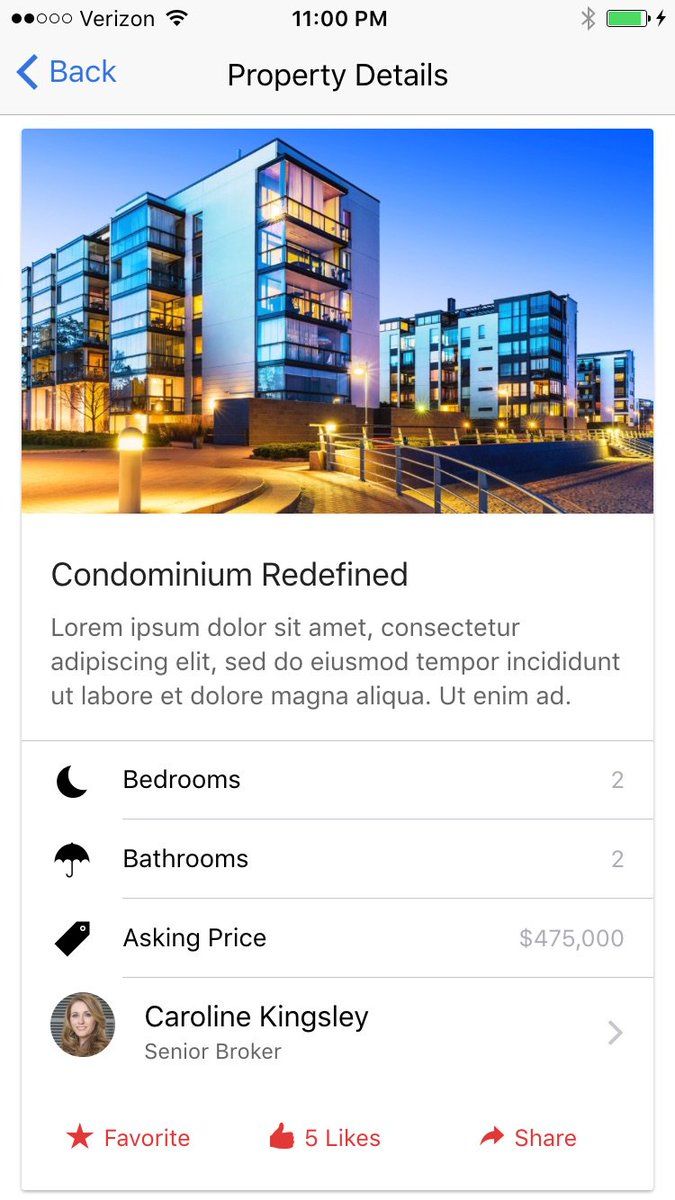 Verizon 11:00 PM
Back Property Details
Condominium Redefined
Lorem ipsum dolor sit amet, consectetur
adipiscing elit, sed do eiusmod tempor incididunt
ut labore et dolore magna aliqua. Ut enim ad.
Bedrooms 2
Bathrooms 2
Asking Price $475,000
Caroline Kingsley
Senior Broker
Favorite 5 Likes Share